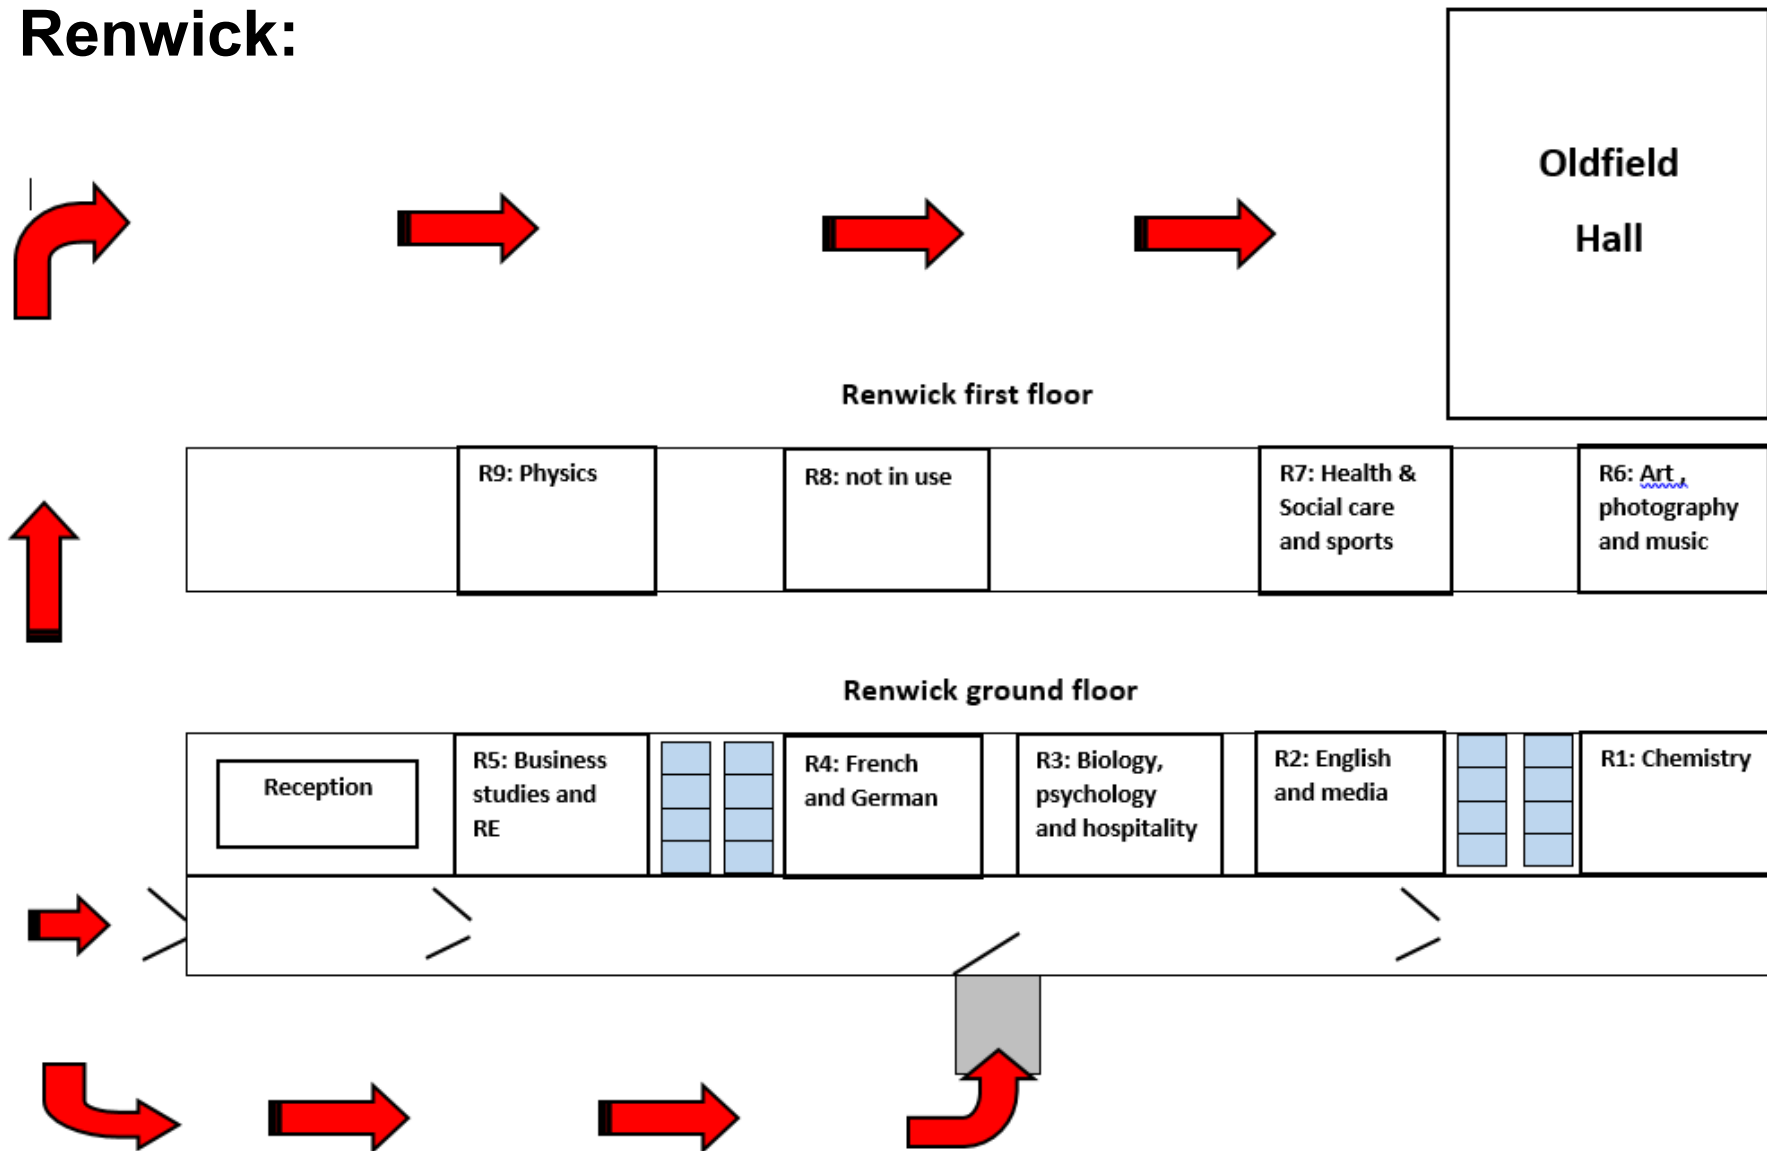 Renwick:
Oldfield
Hall
Renwick first floor
R9: Physics
R8: not in use
R7: Health &
Social care
and sports
R6: Art ,
photography
and music
Renwick ground floor
Reception
R5: Business
studies and
RE
R4: French
and German
R3: Biology,
psychology
and hospitality
R2: English
and media
R1: Chemistry